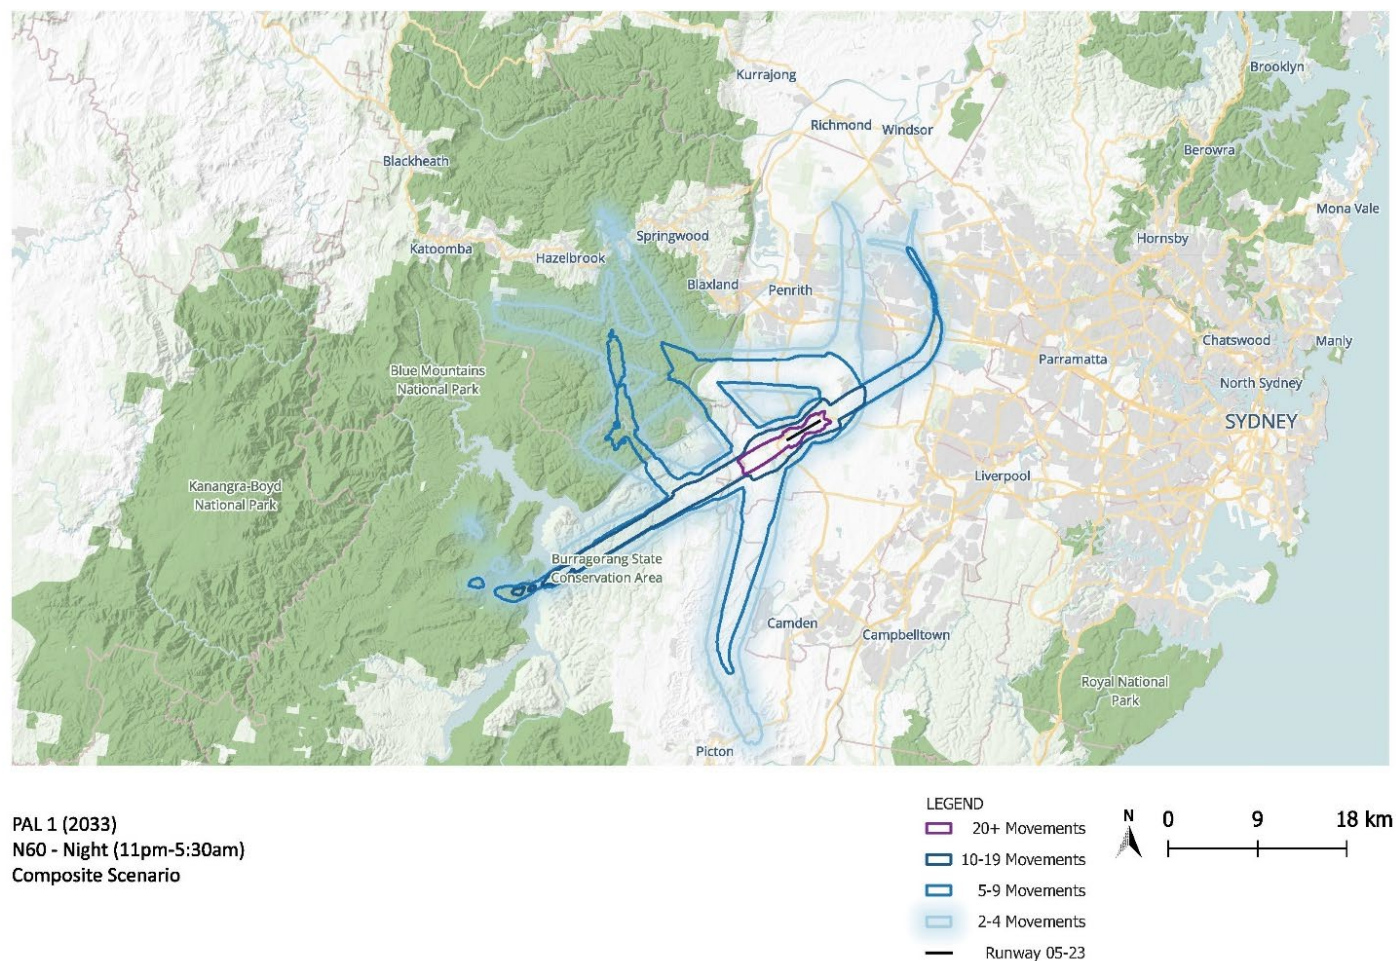 Brooklyn
Kurrajong
Richmond
Windsor
Berowra
Blackheath
Mona Vale
Springwood
Hornsby
Katoomba
Hazelbrook
Blaxland
Penrith
Chatswood
Manly
Parramatta
Blue Mountains
National Park
North Sydney
SYDNEY
Liverpool
Kanangra-Boyd
National Park
Burragorang State
Conservation Area
Camden
Campbelltown
Royal National
Park
Picton
PAL 1 (2033)
N60 - Night (11pm-5:30am)
Composite Scenario
LEGEND
20+ Movements
10-19 Movements
5-9 Movements
2-4 Movements
Runway 05-23
N
0 9 18 km